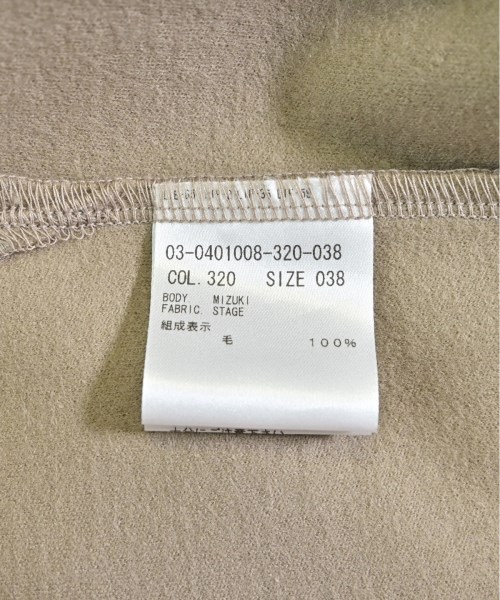 03-0401008-320-038
COL. 320 SIZE 038
BODY. MIZUKI
FABRIC. STAGE
組成表示
毛 100%